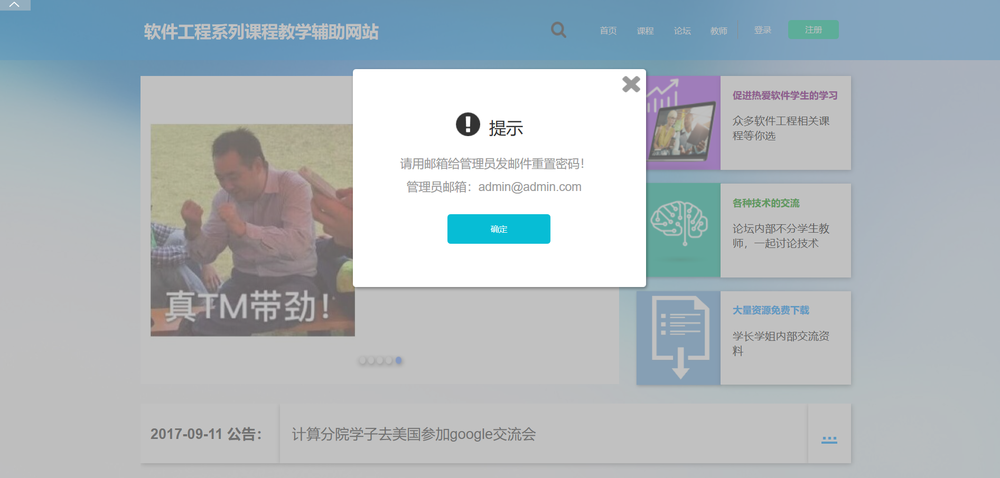 软件工程系列课程教学辅助网站
首页 课程 论坛 教师 登录 注册
提示
请用邮箱给管理员发邮件重置密码！
管理员邮箱：admin@admin.com
确定
真TM带劲！
促进热爱软件学生的学习
众多软件工程相关课
程等你选
各种技术的交流
论坛内部不分学生教
师，一起讨论技术
大量资源免费下载
学长学姐内部交流资
料
2017-09-11 公告：
计算分院学子去美国参加google交流会
...